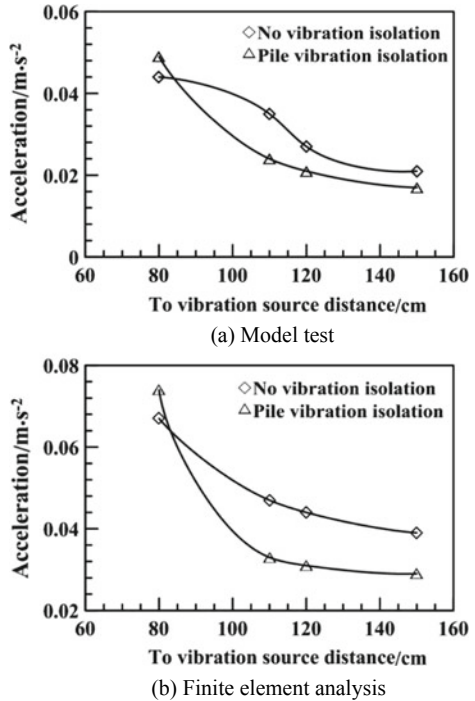 0.06
No vibration isolation
Pile vibration isolation
0.04
0.02
0
Acceleration/m·s-2
60 80 100 120 140 160
To vibration source distance/cm
(a) Model test
0.08
No vibration isolation
Pile vibration isolation
0.06
0.04
0.02
Acceleration/m·s-2
60 80 100 120 140 160
To vibration source distance/cm
(b) Finite element analysis